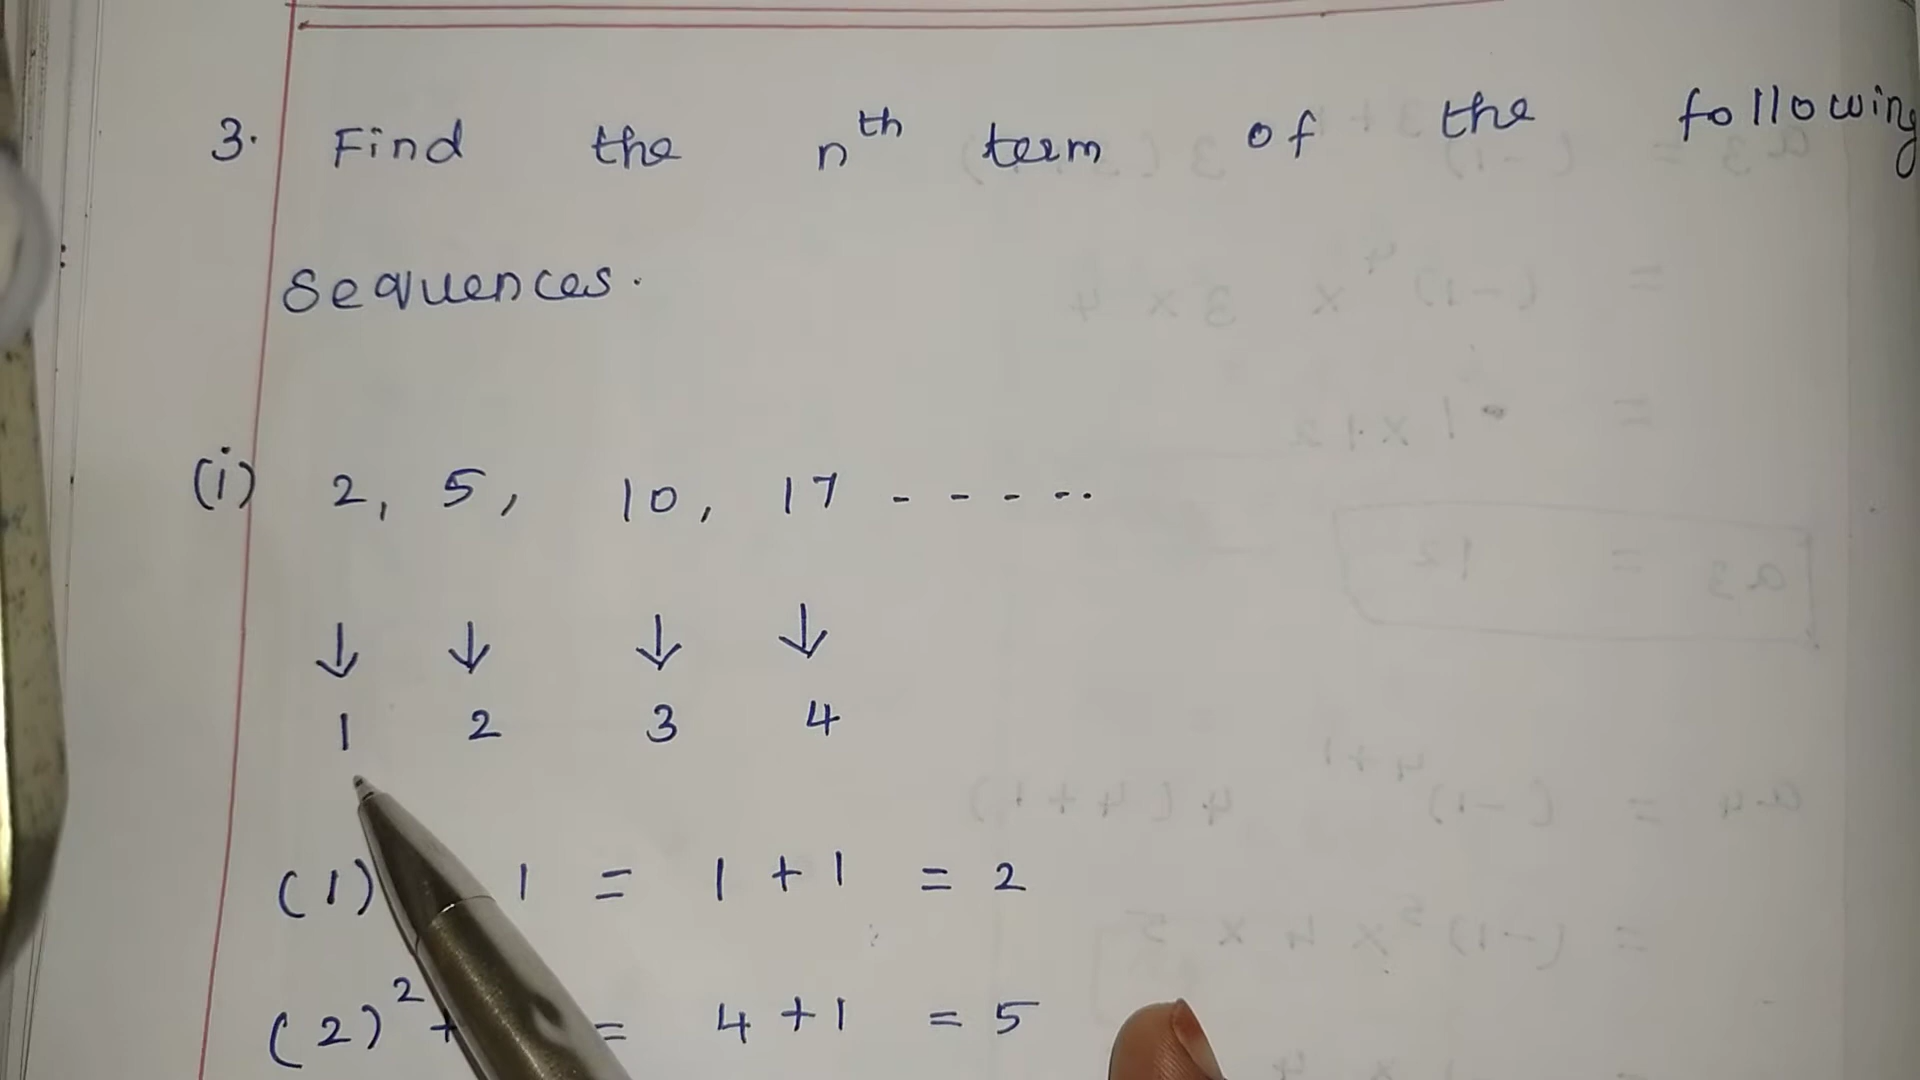 3. Find the nth term of the following
sequences.
(i) 2, 5, 10, 17 - - - - ..
↓ ↓ ↓ ↓
1 2 3 4
(1) 1 = 1 + 1 = 2
(2)² + = 4 + 1 = 5